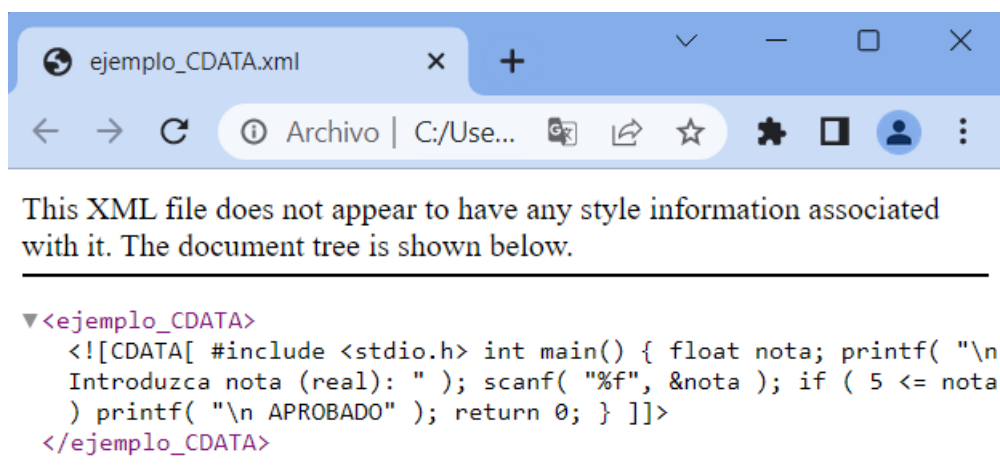 ejemplo_CDATA.xml
Archivo | C:/Use...
This XML file does not appear to have any style information associated
with it. The document tree is shown below.
▼<ejemplo_CDATA>
<![CDATA[ #include <stdio.h> int main() { float nota; printf( "\n
Introduzca nota (real): " ); scanf( "%f", &nota ); if ( 5 <= nota
) printf( "\n APROBADO" ); return 0; } ]]>
</ejemplo_CDATA>